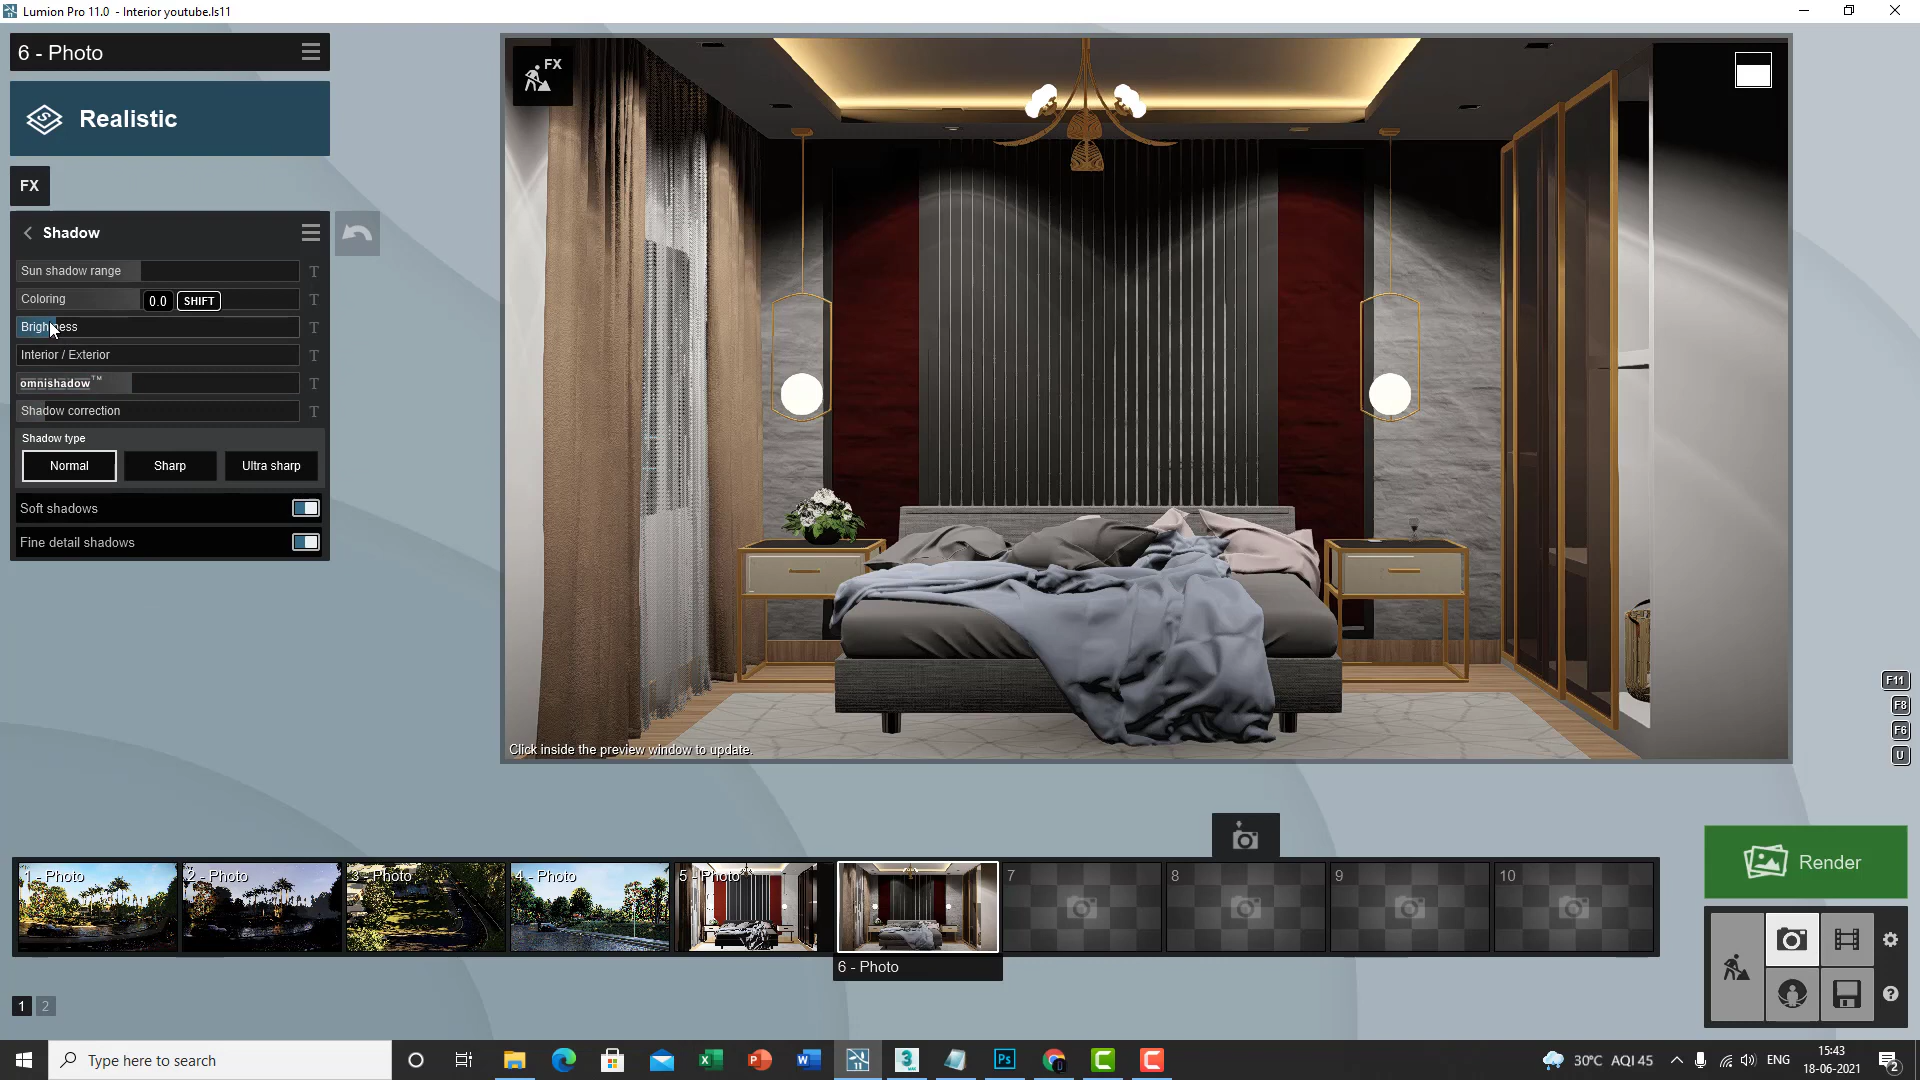 Lumion Pro 11.0 - Interior youtube.ls11
6 - Photo
Realistic
FX
Shadow
Sun shadow range
T
Coloring
0.0
SHIFT
T
Brightness
T
Interior / Exterior
T
omnishadow™
T
Shadow correction
T
Shadow type
Normal
Sharp
Ultra sharp
Soft shadows
Fine detail shadows
FX
Click inside the preview window to update.
F11
F8
F6
U
1 - Photo
2 - Photo
3 - Photo
4 - Photo
5 - Photo
7
8
9
10
6 - Photo
Render
1
2
Type here to search
30°C AQI 45
ENG
15:43
18-06-2021
2